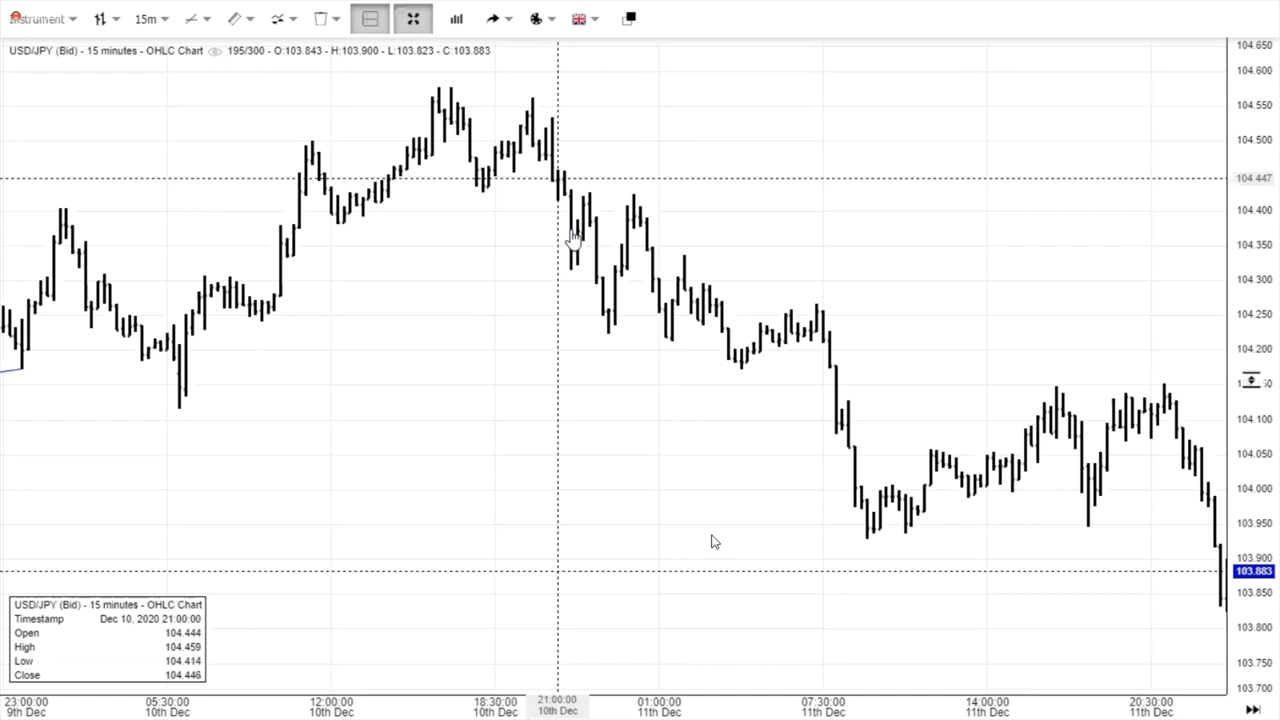 Instrument
15m
USD/JPY (Bid) - 15 minutes - OHLC Chart 195/300 - O:103.843 - H:103.900 - L:103.823 - C:103.883
104.650
104.600
104.550
104.500
104.447
104.400
104.350
104.300
104.250
104.200
104.100
104.050
104.000
103.950
103.900
103.883
103.850
103.800
103.750
103.700
USD/JPY (Bid) - 15 minutes - OHLC Chart
Timestamp Dec 10, 2020 21:00:00
Open 104.444
High 104.459
Low 104.414
Close 104.446
23:00:00 05:30:00 12:00:00 18:30:00 21:00:00 01:00:00 07:30:00 14:00:00 20:30:00
9th Dec 10th Dec 10th Dec 10th Dec 10th Dec 11th Dec 11th Dec 11th Dec 11th Dec